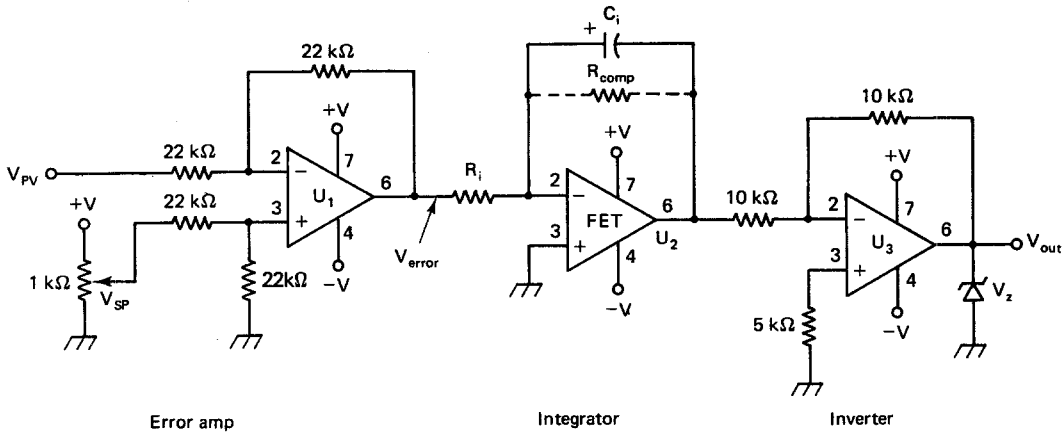 C_i
+
22 kΩ
R_comp
10 kΩ
+V
+V
+V
V_PV
22 kΩ
2
7
−
U_1
6
R_i
2
7
−
FET
6
U_2
10 kΩ
2
7
−
U_3
6
V_out
+V
22 kΩ
3
+
4
−V
V_error
3
+
4
−V
3
+
4
−V
V_z
1 kΩ
V_SP
22kΩ
5 kΩ
Error amp
Integrator
Inverter